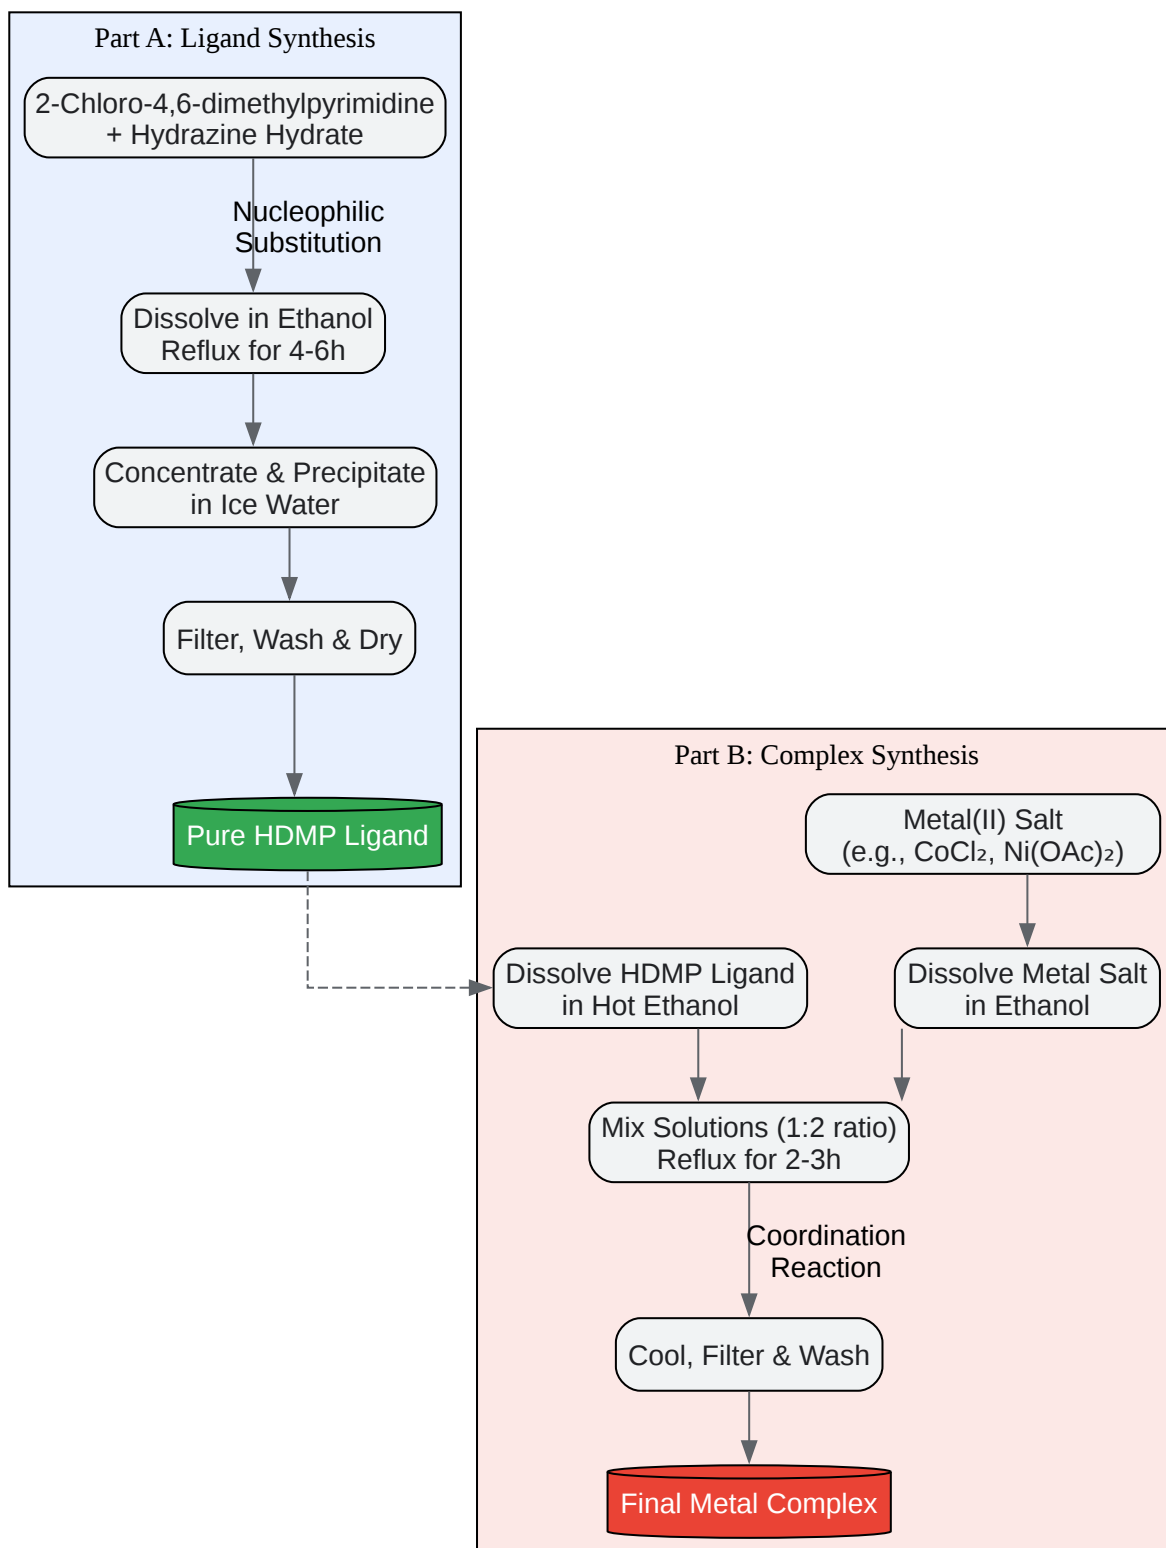 Part A: Ligand Synthesis
2-Chloro-4,6-dimethylpyrimidine
+ Hydrazine Hydrate
Nucleophilic
Substitution
Dissolve in Ethanol
Reflux for 4-6h
Concentrate & Precipitate
in Ice Water
Filter, Wash & Dry
Pure HDMP Ligand
Part B: Complex Synthesis
Metal(II) Salt
(e.g., CoCl₂, Ni(OAc)₂)
Dissolve HDMP Ligand
in Hot Ethanol
Dissolve Metal Salt
in Ethanol
Mix Solutions (1:2 ratio)
Reflux for 2-3h
Coordination
Reaction
Cool, Filter & Wash
Final Metal Complex